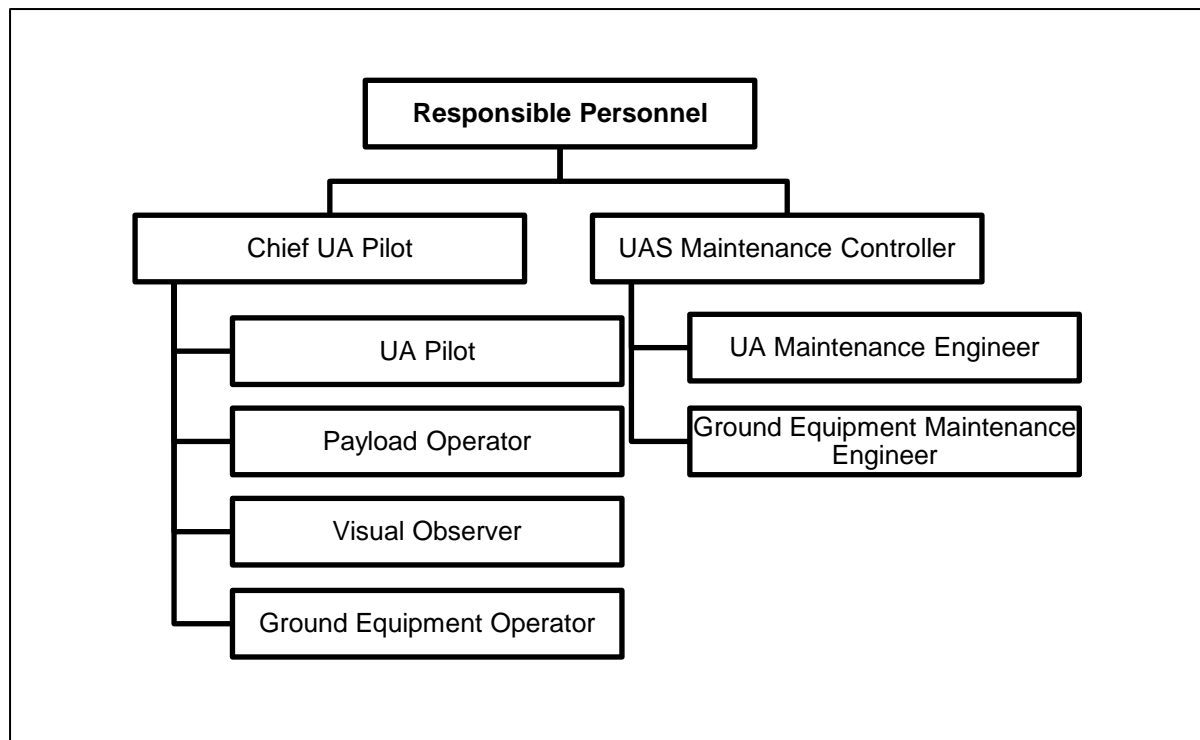 Responsible Personnel
Chief UA Pilot
UAS Maintenance Controller
UA Pilot
UA Maintenance Engineer
Payload Operator
Ground Equipment Maintenance
Engineer
Visual Observer
Ground Equipment Operator